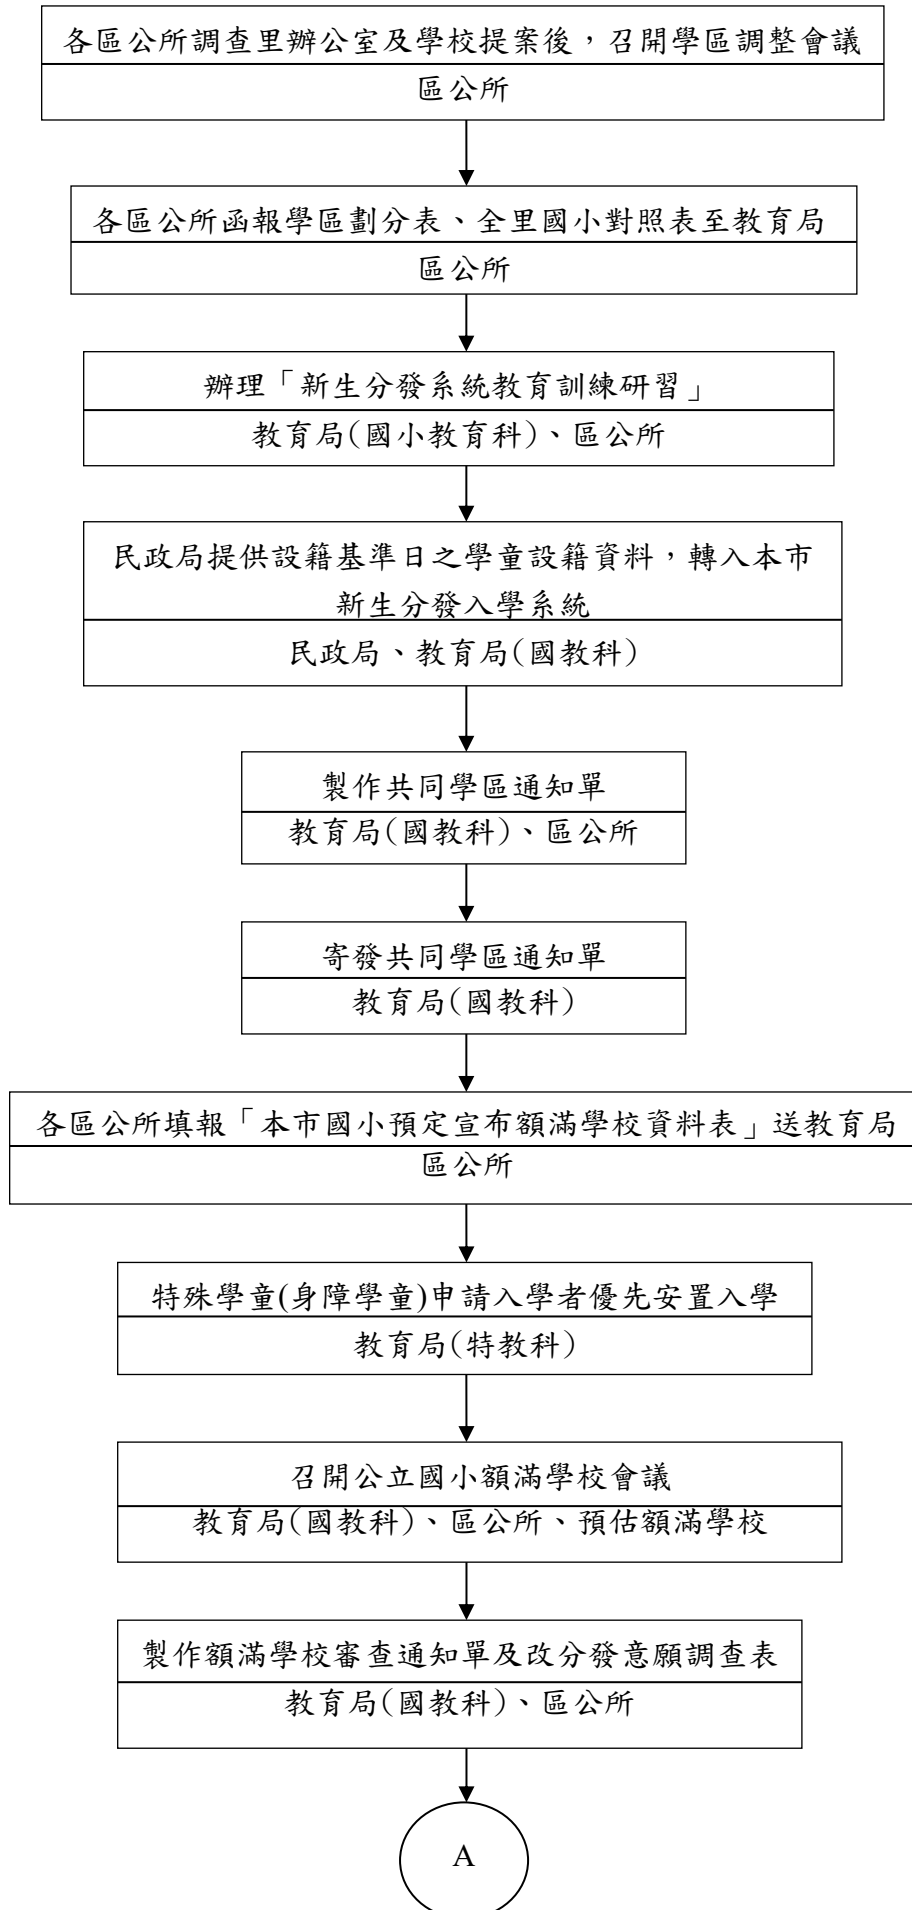 各區公所調查里辦公室及學校提案後，召開學區調整會議
區公所
各區公所函報學區劃分表、全里國小對照表至教育局
區公所
辦理「新生分發系統教育訓練研習」
教育局(國小教育科)、區公所
民政局提供設籍基準日之學童設籍資料，轉入本市
新生分發入學系統
民政局、教育局(國教科)
製作共同學區通知單
教育局(國教科)、區公所
寄發共同學區通知單
教育局(國教科)
各區公所填報「本市國小預定宣布額滿學校資料表」送教育局
區公所
特殊學童(身障學童)申請入學者優先安置入學
教育局(特教科)
召開公立國小額滿學校會議
教育局(國教科)、區公所、預估額滿學校
製作額滿學校審查通知單及改分發意願調查表
教育局(國教科)、區公所
A